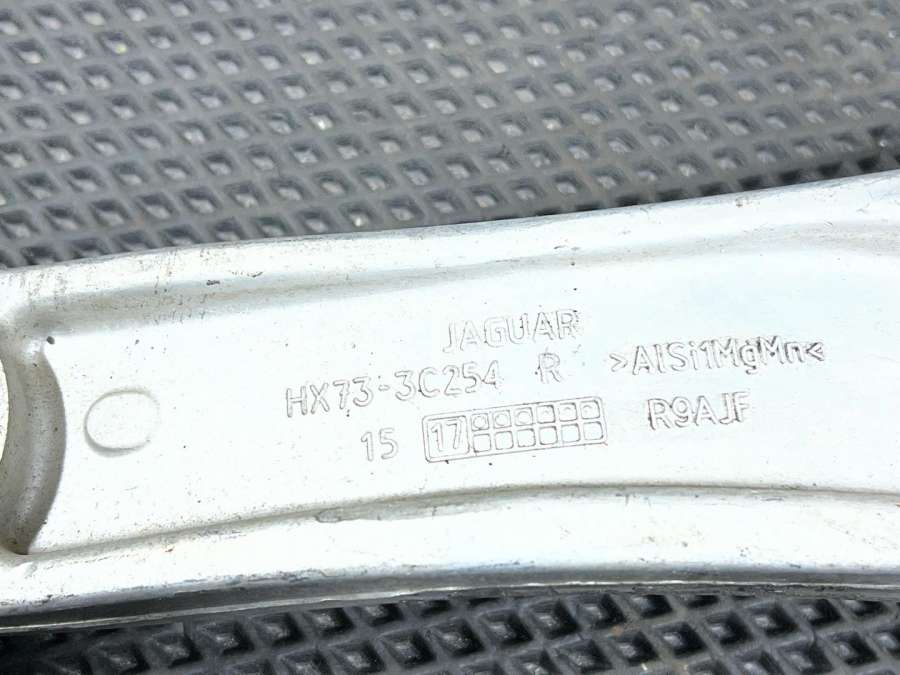 JAGUAR
HX73-3C254 R >AlSi1MgMn<
15 17 R9AJF